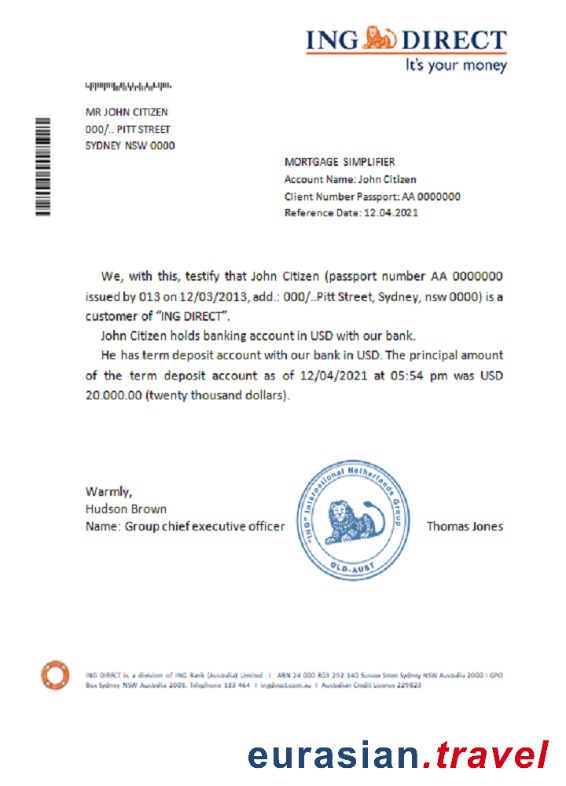 ING DIRECT
It's your money
MR JOHN CITIZEN
000/.. PITT STREET
SYDNEY NSW 0000
MORTGAGE SIMPLIFIER
Account Name: John Citizen
Client Number Passport: AA 0000000
Reference Date: 12.04.2021
We, with this, testify that John Citizen (passport number AA 0000000
issued by 013 on 12/03/2013, add.: 000/..Pitt Street, Sydney, nsw 0000) is a
customer of "ING DIRECT".
John Citizen holds banking account in USD with our bank.
He has term deposit account with our bank in USD. The principal amount
of the term deposit account as of 12/04/2021 at 05:54 pm was USD
20.000.00 (twenty thousand dollars).
Warmly,
Hudson Brown
Name: Group chief executive officer
"ING" International Netherlands Group
QLD-AUST
Thomas Jones
ING DIRECT is a division of ING Bank (Australia) Limited | ABN 24 000 893 292 140 Sussex Street Sydney NSW Australia 2000 | GPO
Box Sydney NSW Australia 2001. Telephone 133 464 | ingdirect.com.au | Australian Credit Licence 229823
eurasian.travel